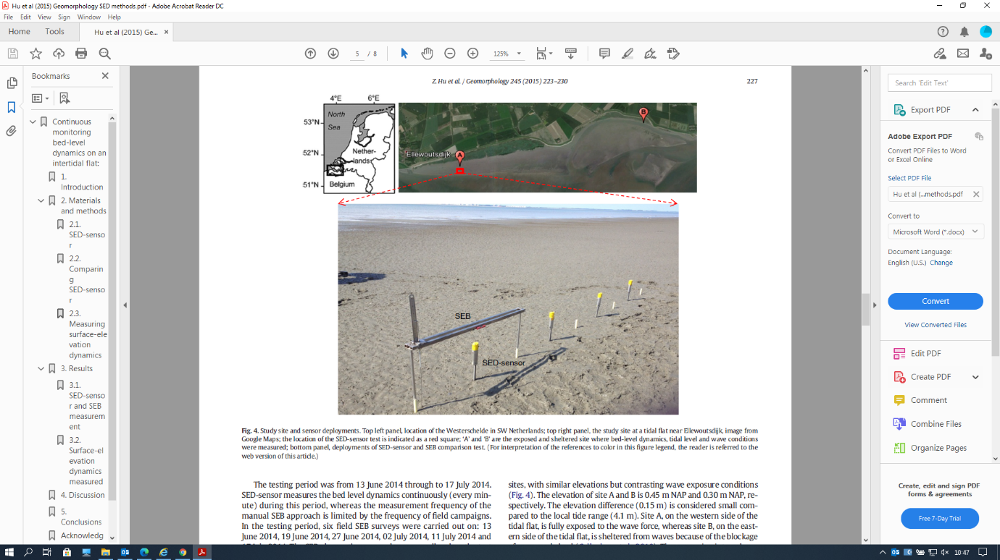 Hu et al (2015) Geomorphology SED methods.pdf - Adobe Acrobat Reader DC
File Edit View Sign Window Help
Home Tools Hu et al (2015) Ge... ×
5 / 8 125%
Bookmarks
Continuous
monitoring
bed-level
dynamics on an
intertidal flat:
1.
Introduction
2. Materials
and methods
2.1.
SED-senso
r
2.2.
Comparin
g
SED-senso
r
2.3.
Measuring
surface-ele
vation
dynamics
3. Results
3.1.
SED-senso
r and SEB
measurem
ent
3.2.
Surface-el
evation
dynamics
measured
4. Discussion
5.
Conclusions
Acknowledg
Z. Hu et al. / Geomorphology 245 (2015) 223–230 227
4°E 6°E
53°N
52°N
51°N
North
Sea
Nether-
lands
Belgium
Ellewoutsdijk
A
B
SEB
SED-sensor
Fig. 4. Study site and sensor deployments. Top left panel, location of the Westerschelde in SW Netherlands; top right panel, the study site at a tidal flat near Ellewoutsdijk, image from
Google Maps; the location of the SED-sensor test is indicated as a red square; 'A' and 'B' are the exposed and sheltered site where bed-level dynamics, tidal level and wave conditions
were measured; bottom panel, deployments of SED-sensor and SEB comparison test. (For interpretation of the references to color in this figure legend, the reader is referred to the
web version of this article.)
The testing period was from 13 June 2014 through to 17 July 2014.
SED-sensor measures the bed level dynamics continuously (every min-
ute) during this period, whereas the measurement frequency of the
manual SEB approach is limited by the frequency of field campaigns.
In the testing period, six field SEB surveys were carried out on: 13
June 2014, 19 June 2014, 27 June 2014, 02 July 2014, 11 July 2014 and
sites, with similar elevations but contrasting wave exposure conditions
(Fig. 4). The elevation of site A and B is 0.45 m NAP and 0.30 m NAP, re-
spectively. The elevation difference (0.15 m) is considered small com-
pared to the local tide range (4.1 m). Site A, on the western side of the
tidal flat, is fully exposed to the wave force, whereas site B, on the east-
ern side of the tidal flat, is sheltered from waves because of the blockage
Search 'Edit Text'
Export PDF
Adobe Export PDF
Convert PDF Files to Word
or Excel Online
Select PDF File
Hu et al (...methods.pdf
Convert to
Microsoft Word (*.docx)
Document Language:
English (U.S.) Change
Convert
View Converted Files
Edit PDF
Create PDF
Comment
Combine Files
Organize Pages
Create, edit and sign PDF
forms & agreements
Free 7-Day Trial
10:47